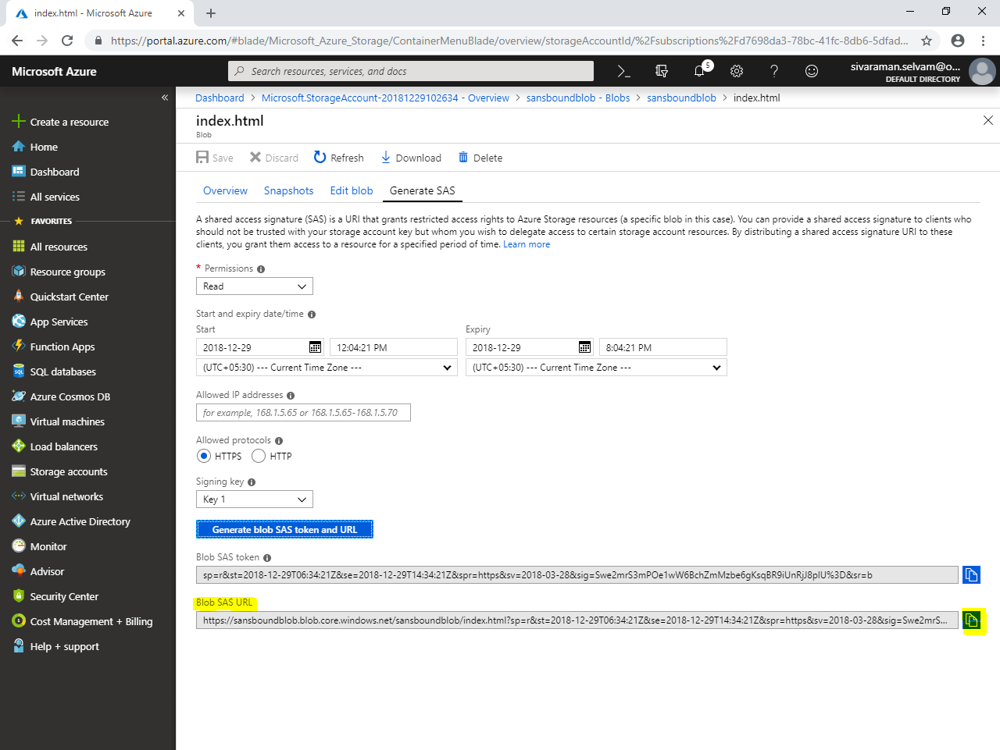 index.html - Microsoft Azure
https://portal.azure.com/#blade/Microsoft_Azure_Storage/ContainerMenuBlade/overview/storageAccountId/%2Fsubscriptions%2Fd7698da3-78bc-41fc-8db6-5dfad...
Microsoft Azure
Search resources, services, and docs
5
sivaraman.selvam@o...
DEFAULT DIRECTORY
Dashboard > Microsoft.StorageAccount-20181229102634 - Overview > sansboundblob - Blobs > sansboundblob > index.html
index.html
Blob
Save Discard Refresh Download Delete
Overview Snapshots Edit blob Generate SAS
A shared access signature (SAS) is a URI that grants restricted access rights to Azure Storage resources (a specific blob in this case). You can provide a shared access signature to clients who
should not be trusted with your storage account key but whom you wish to delegate access to certain storage account resources. By distributing a shared access signature URI to these
clients, you grant them access to a resource for a specified period of time. Learn more
* Permissions
Read
Start and expiry date/time
Start Expiry
2018-12-29 12:04:21 PM 2018-12-29 8:04:21 PM
(UTC+05:30) --- Current Time Zone --- (UTC+05:30) --- Current Time Zone ---
Allowed IP addresses
for example, 168.1.5.65 or 168.1.5.65-168.1.5.70
Allowed protocols
HTTPS HTTP
Signing key
Key 1
Generate blob SAS token and URL
Blob SAS token
sp=r&st=2018-12-29T06:34:21Z&se=2018-12-29T14:34:21Z&spr=https&sv=2018-03-28&sig=Swe2mrS3mPOe1wW6BchZmMzbe6gKsqBR9iUnRjJ8pIU%3D&sr=b
Blob SAS URL
https://sansboundblob.blob.core.windows.net/sansboundblob/index.html?sp=r&st=2018-12-29T06:34:21Z&se=2018-12-29T14:34:21Z&spr=https&sv=2018-03-28&sig=Swe2mrS...
Create a resource
Home
Dashboard
All services
FAVORITES
All resources
Resource groups
Quickstart Center
App Services
Function Apps
SQL databases
Azure Cosmos DB
Virtual machines
Load balancers
Storage accounts
Virtual networks
Azure Active Directory
Monitor
Advisor
Security Center
Cost Management + Billing
Help + support